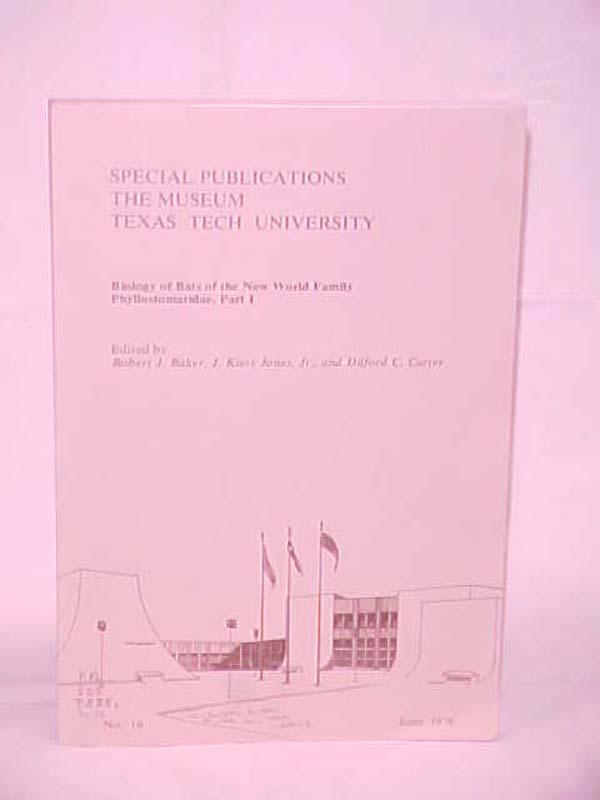 SPECIAL PUBLICATIONS
THE MUSEUM
TEXAS TECH UNIVERSITY
Biology of Bats of the New World Family
Phyllostomatidae, Part I
Edited by
Robert J. Baker, J. Knox Jones, Jr., and Dilford C. Carter
No. 10
June 1976